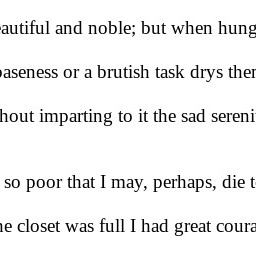 eautiful and noble; but when hung
baseness or a brutish task drys ther
hout imparting to it the sad sereni
so poor that I may, perhaps, die t
he closet was full I had great coura